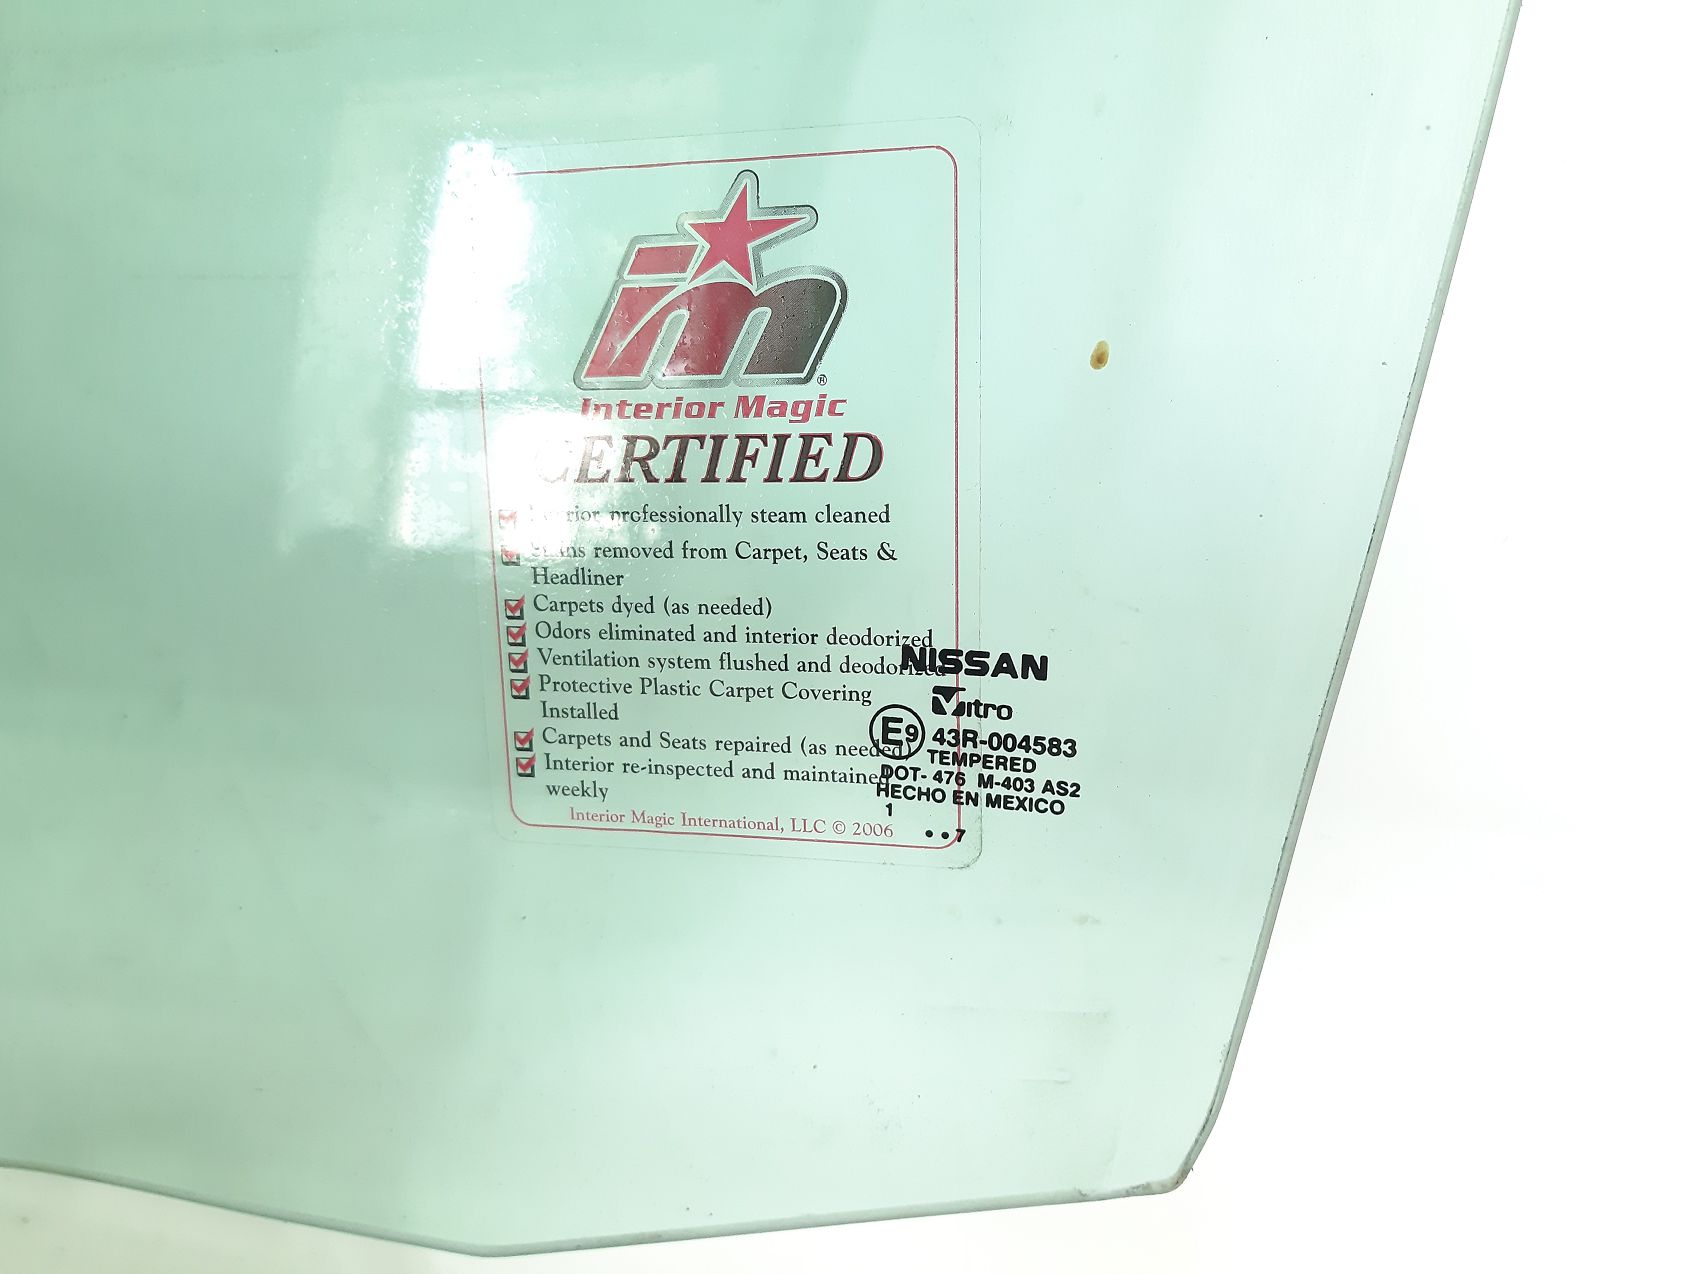 im
®
Interior Magic
CERTIFIED
professionally steam cleaned
removed from Carpet, Seats &
Headliner
Carpets dyed (as needed)
Odors eliminated and interior deodorized
Ventilation system flushed and deodorized
Protective Plastic Carpet Covering
Installed
Carpets and Seats repaired (as needed)
Interior re-inspected and maintained
weekly
Interior Magic International, LLC © 2006
NISSAN
Vitro
E9 43R-004583
TEMPERED
DOT- 476 M-403 AS2
HECHO EN MEXICO
1
• • 7